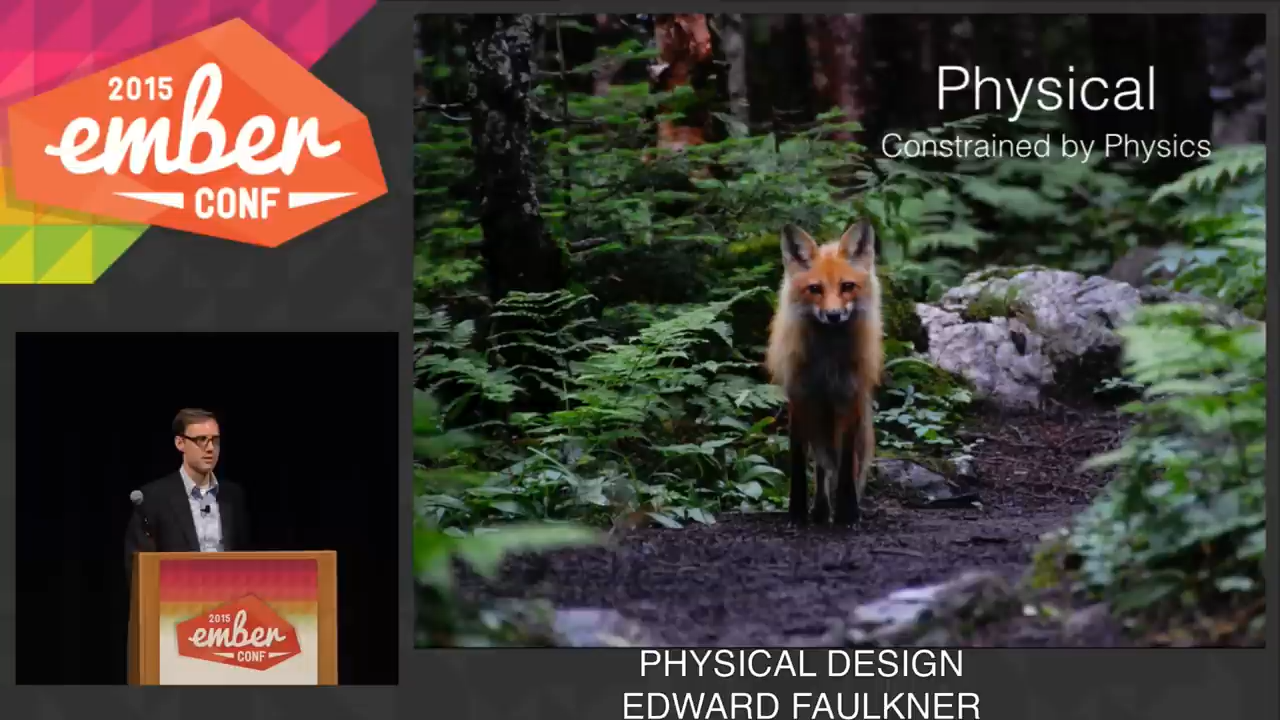 2015
ember
CONF
Physical
Constrained by Physics
2015
ember
CONF
PHYSICAL DESIGN
EDWARD FAULKNER